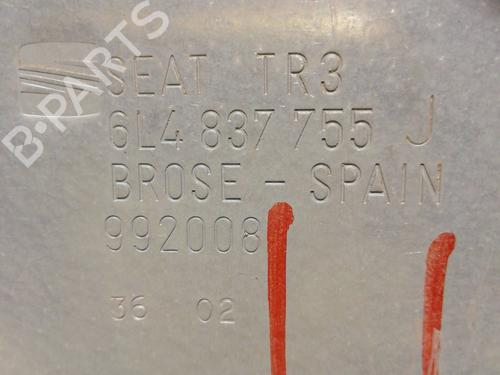 SEAT TR3
6L4 837 755 J
BROSE - SPAIN
992008
36 02
B-PARTS